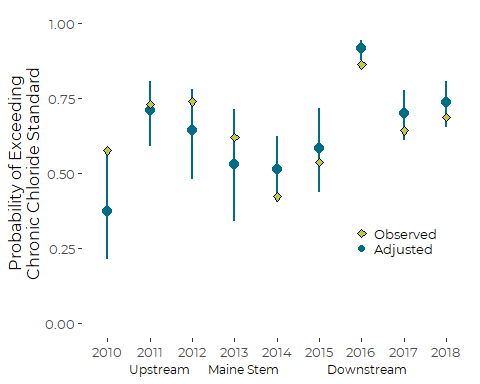 1.00
0.75
0.50
0.25
0.00
Probability of Exceeding
Chronic Chloride Standard
Observed
Adjusted
2010 2011 2012 2013 2014 2015 2016 2017 2018
Upstream Maine Stem Downstream